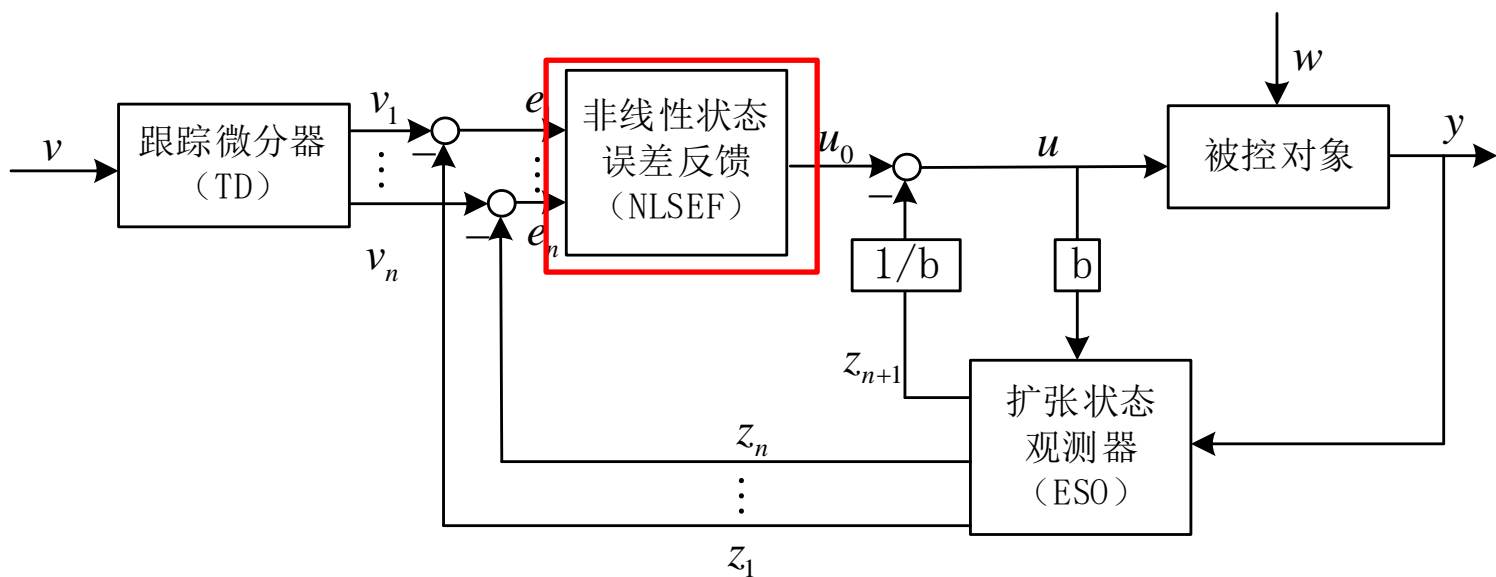 w
v
跟踪微分器
（TD）
v₁
⋮
vₙ
−
−
e
⋮
eₙ
非线性状态
误差反馈
（NLSEF）
u₀
−
u
被控对象
y
1/b
b
zₙ₊₁
扩张状态
观测器
（ESO）
zₙ
⋮
z₁